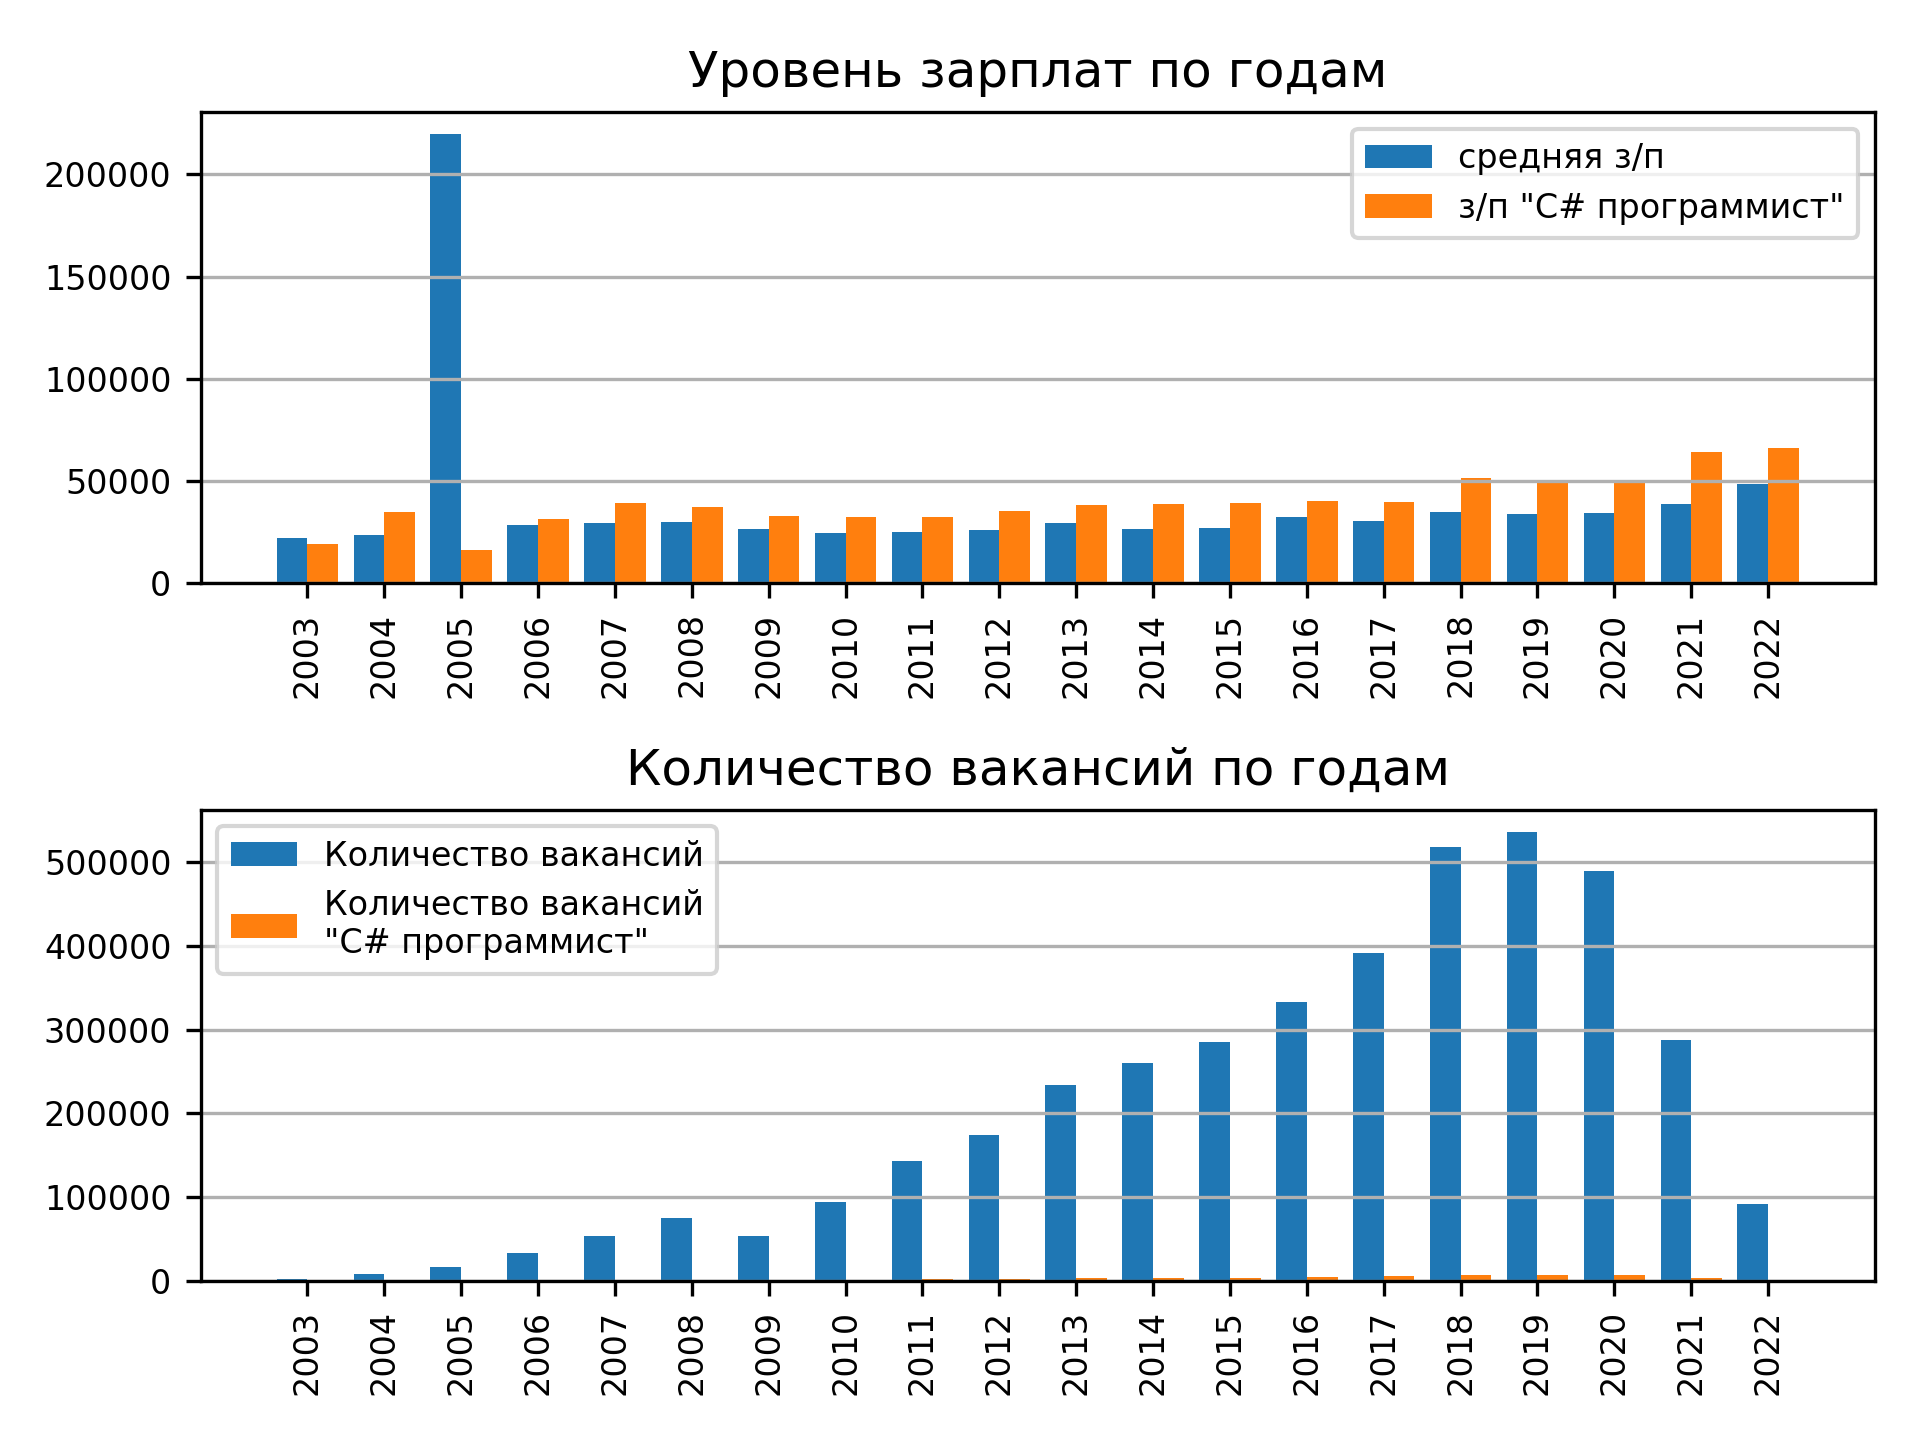 Уровень зарплат по годам
200000
150000
100000
50000
0
средняя з/п
з/п "C# программист"
2003 2004 2005 2006 2007 2008 2009 2010 2011 2012 2013 2014 2015 2016 2017 2018 2019 2020 2021 2022
Количество вакансий по годам
500000
400000
300000
200000
100000
0
Количество вакансий
Количество вакансий
"C# программист"
2003 2004 2005 2006 2007 2008 2009 2010 2011 2012 2013 2014 2015 2016 2017 2018 2019 2020 2021 2022